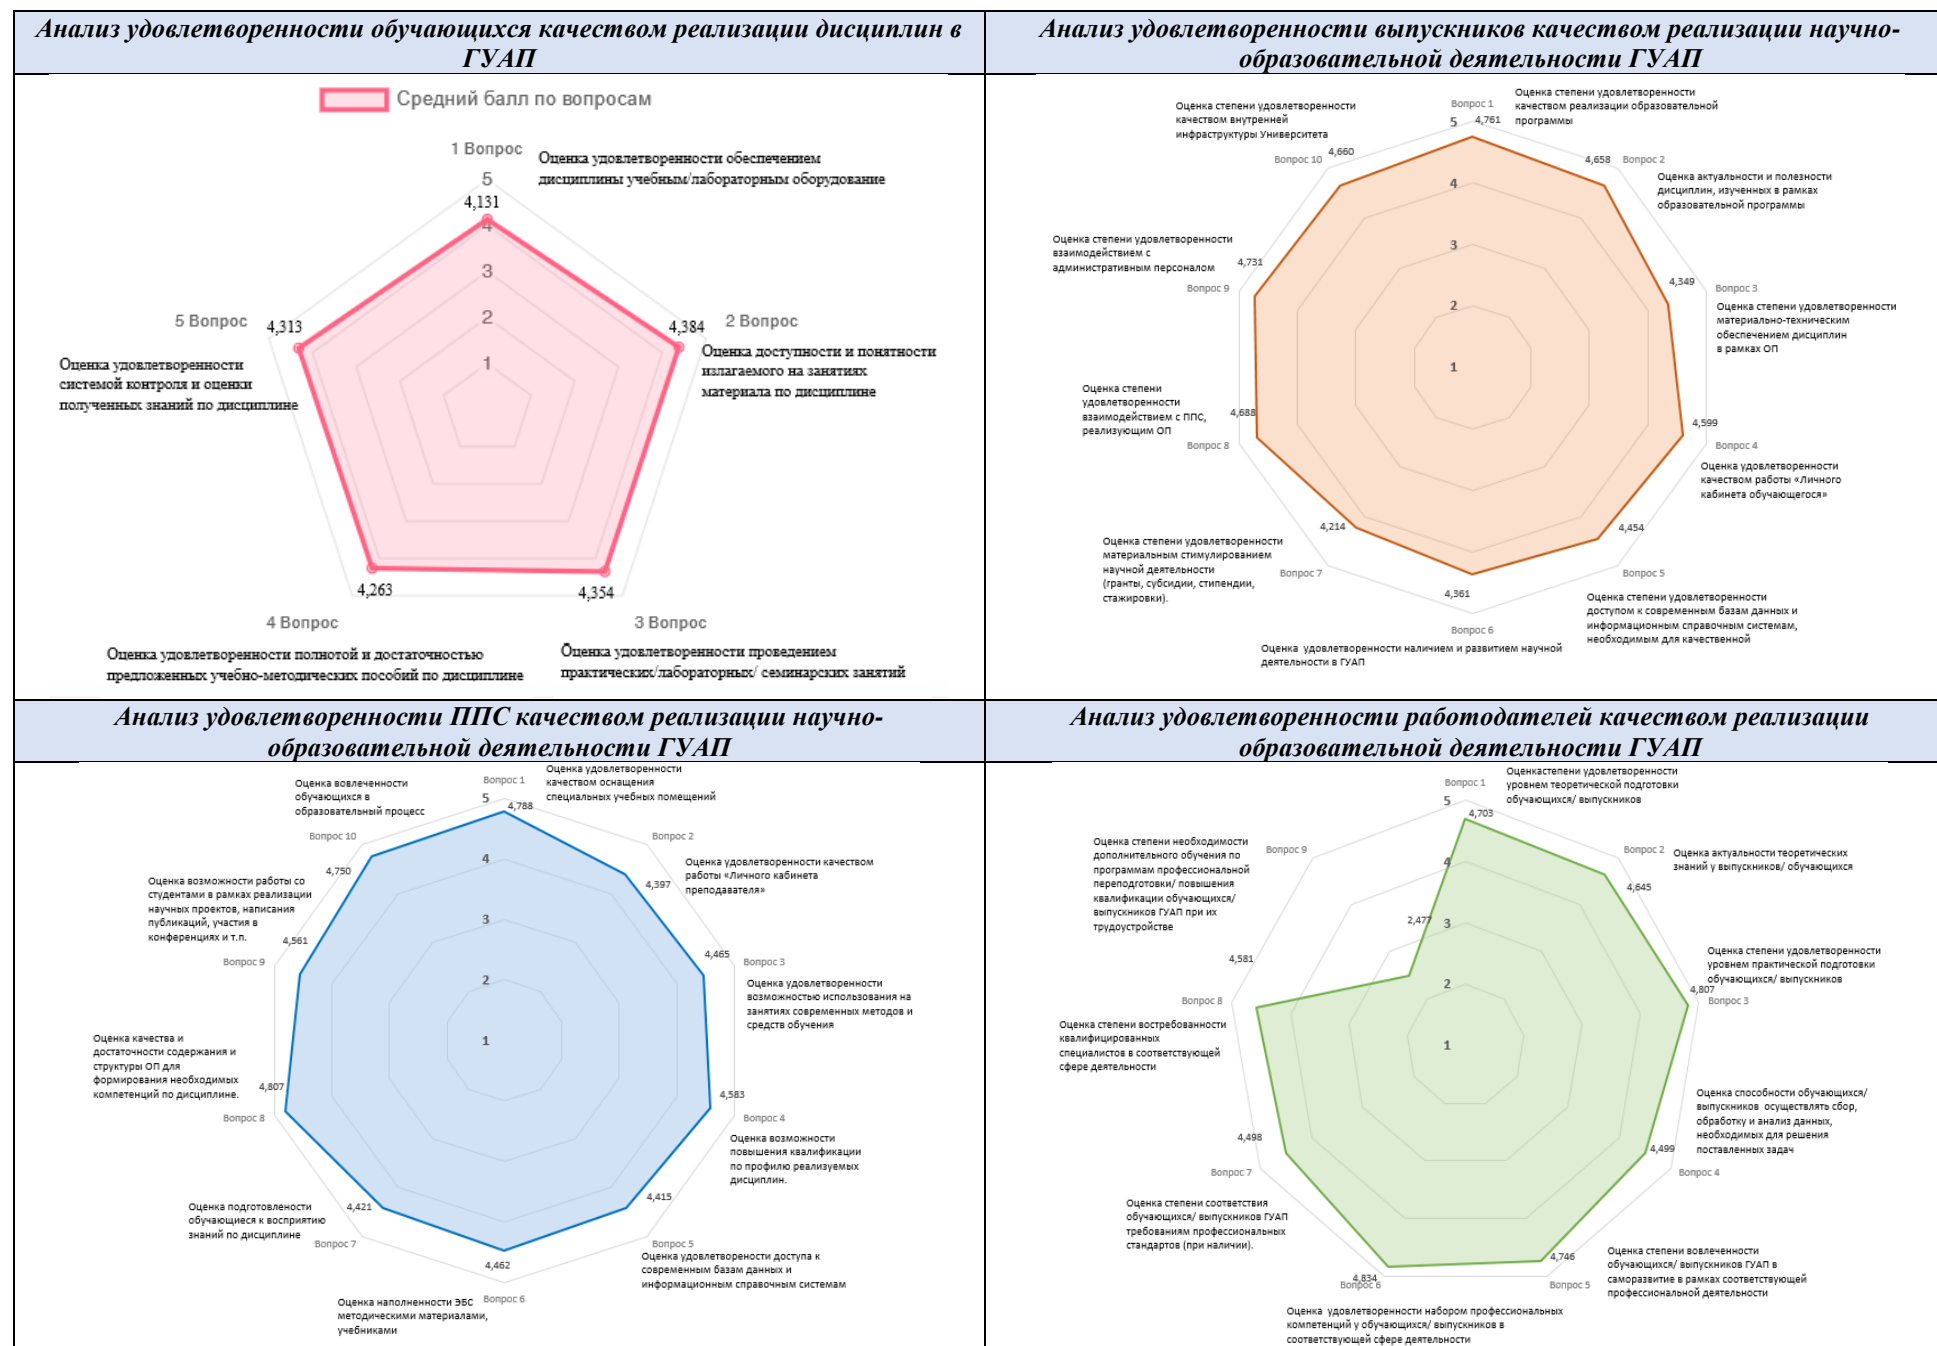 Анализ удовлетворенности обучающихся качеством реализации дисциплин в
ГУАП
Средний балл по вопросам
1 Вопрос
Оценка удовлетворенности обеспечением
дисциплины учебным/лабораторным оборудование
5
4,131
4
3
2
1
5 Вопрос
4,313
Оценка удовлетворенности
системой контроля и оценки
полученных знаний по дисциплине
4,384
2 Вопрос
Оценка доступности и понятности
излагаемого на занятиях
материала по дисциплине
4,263
4,354
4 Вопрос
Оценка удовлетворенности полнотой и достаточностью
предложенных учебно-методических пособий по дисциплине
3 Вопрос
Оценка удовлетворенности проведением
практических/лабораторных/ семинарских занятий
Анализ удовлетворенности выпускников качеством реализации научно-
образовательной деятельности ГУАП
Вопрос 1
Оценка степени удовлетворенности
качеством реализации образовательной
программы
5
4,761
4
3
2
1
4,658
Вопрос 2
Оценка актуальности и полезности
дисциплин, изученных в рамках
образовательной программы
4,349
Вопрос 3
Оценка степени удовлетворенности
материально-техническим
обеспечением дисциплин
в рамках ОП
4,599
Вопрос 4
Оценка удовлетворенности
качеством работы «Личного
кабинета обучающегося»
4,454
Вопрос 5
Оценка степени удовлетворенности
доступом к современным базам данных и
информационным справочным системам,
необходимым для качественной
4,361
Вопрос 6
Оценка  удовлетворенности наличием и развитием научной
деятельности в ГУАП
4,214
Оценка степени удовлетворенности
материальным стимулированием
научной деятельности
(гранты, субсидии, стипендии,
стажировки).
Вопрос 7
Оценка степени
удовлетворенности
взаимодействием с ППС,
реализующим ОП
4,688
Вопрос 8
Оценка степени удовлетворенности
взаимодействием с
административным персоналом
4,731
Вопрос 9
Оценка степени удовлетворенности
качеством внутренней
инфраструктуры Университета
4,660
Вопрос 10
Анализ удовлетворенности ППС качеством реализации научно-
образовательной деятельности ГУАП
Вопрос 1
Оценка удовлетворенности
качеством оснащения
специальных учебных помещений
5
4,788
4
3
2
1
Вопрос 2
Оценка удовлетворенности качеством
работы «Личного кабинета
преподавателя»
4,397
4,465
Вопрос 3
Оценка удовлетворенности
возможностью использования на
занятиях современных методов и
средств обучения
4,583
Вопрос 4
Оценка возможности
повышения квалификации
по профилю реализуемых
дисциплин.
4,415
Вопрос 5
Оценка удовлетворености доступа к
современным базам данных и
информационным справочным системам
4,462
Вопрос 6
Оценка наполненности ЭБС
методическими материалами,
учебниками
4,421
Оценка подготовлености
обучающиеся к восприятию
знаний по дисциплине
Вопрос 7
Оценка качества и
достаточности содержания и
структуры ОП для
формирования необходимых
компетенций по дисциплине.
4,807
Вопрос 8
Оценка возможности работы со
студентами в рамках реализации
научных проектов, написания
публикаций, участия в
конференциях и т.п.
4,561
Вопрос 9
Оценка вовлеченности
обучающихся в
образовательный процесс
Вопрос 10
4,750
Анализ удовлетворенности работодателей качеством реализации
образовательной деятельности ГУАП
Вопрос 1
Оценкастепени удовлетворенности
уровнем теоретической подготовки
обучающихся/ выпускников
5
4,703
4
3
2
1
Вопрос 2
Оценка актуальности теоретических
знаний у выпускников/ обучающихся
4,645
Оценка степени удовлетворенности
уровнем практической подготовки
обучающихся/ выпускников
4,807
Вопрос 3
Оценка способности обучающихся/
выпускников  осуществлять сбор,
обработку и анализ данных,
необходимых для решения
поставленных задач
4,499
Вопрос 4
4,746
Вопрос 5
Оценка степени вовлеченности
обучающихся/ выпускников ГУАП в
саморазвитие в рамках соответствующей
профессиональной деятельности
4,834
Вопрос 6
Оценка  удовлетворенности набором профессиональных
компетенций у обучающихся/ выпускников в
соответствующей сфере деятельности
4,498
Вопрос 7
Оценка степени соответствия
обучающихся/ выпускников ГУАП
требованиям профессиональных
стандартов (при наличии).
4,581
Вопрос 8
Оценка степени востребованности
квалифицированных
специалистов в соответствующей
сфере деятельности
Вопрос 9
Оценка степени необходимости
дополнительного обучения по
программам профессиональной
переподготовки/ повышения
квалификации обучающихся/
выпускников ГУАП при их
трудоустройстве
2,477